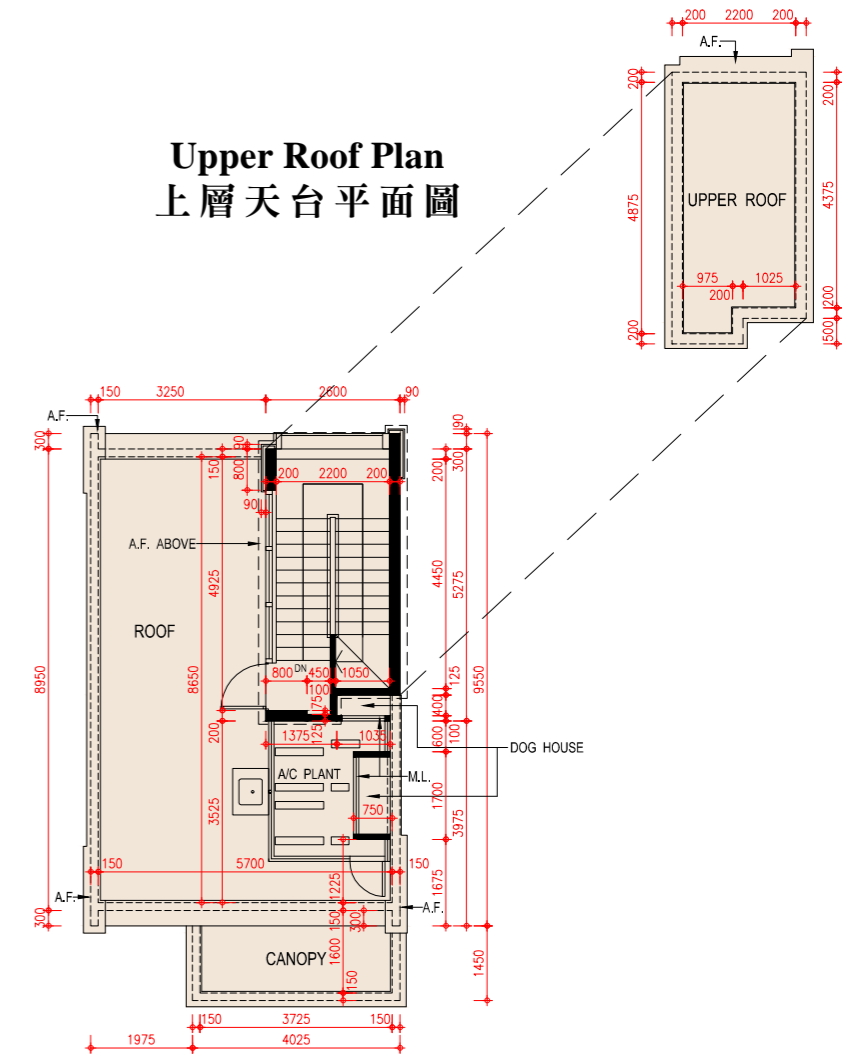 200 2200 200
A.F.
200
200
Upper Roof Plan
上層天台平面圖
UPPER ROOF
4875
4375
975 1025
200
200
200
500
150 3250 2600 90
A.F.
300
90
90
300
150
800
200
200 2200 200
90
A.F. ABOVE
4925
4450
5275
ROOF
8950
8650
9550
DN
800 450 1050
100
125
75
400
200
125
600
100
1375 1035
DOG HOUSE
A/C PLANT
M.L.
3525
750
1700
3975
150 5700 150
1225
1675
A.F.
A.F.
300
150
300
CANOPY
1600
150
1450
150 3725 150
1975 4025